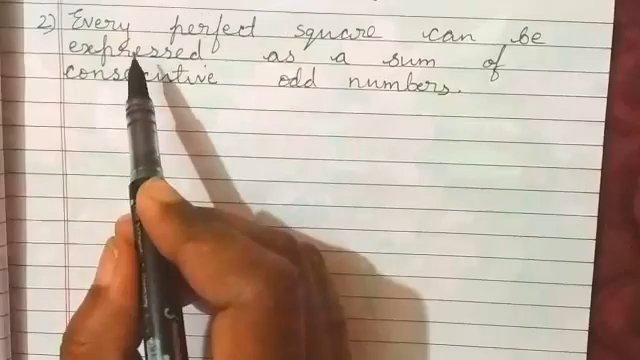 2) Every perfect square can be
expressed as a sum of
consecutive odd numbers.